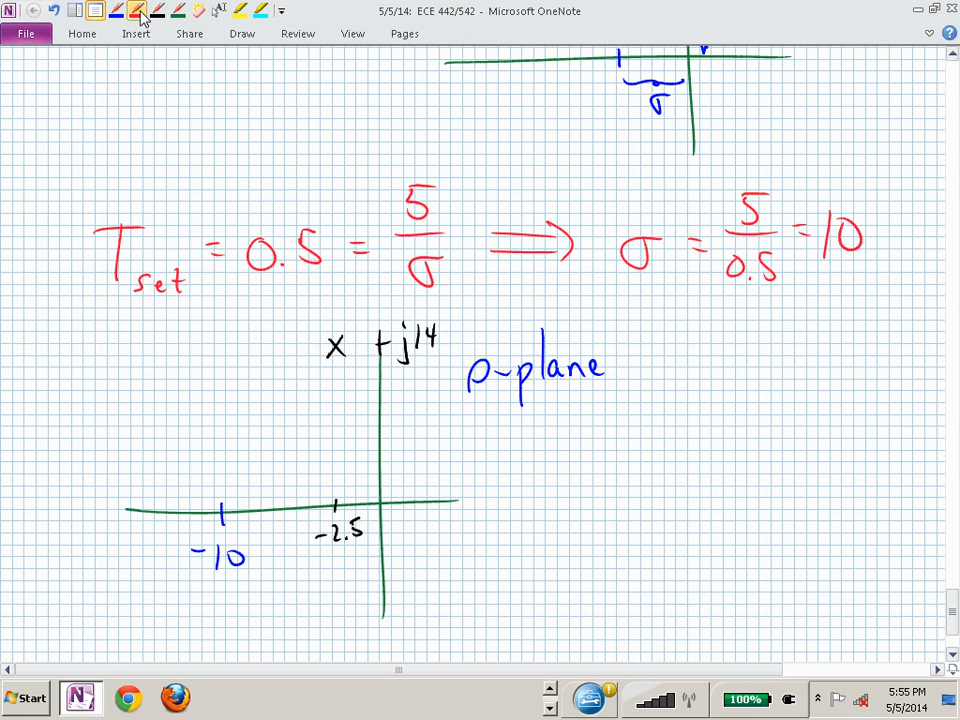 5/5/14: ECE 442/542 - Microsoft OneNote
File Home Insert Share Draw Review View Pages
σ
T_set = 0.5 = 5/σ ⟹ σ = 5/0.5 = 10
x j14
p-plane
-2.5
-10
Start 100% 5:55 PM
5/5/2014